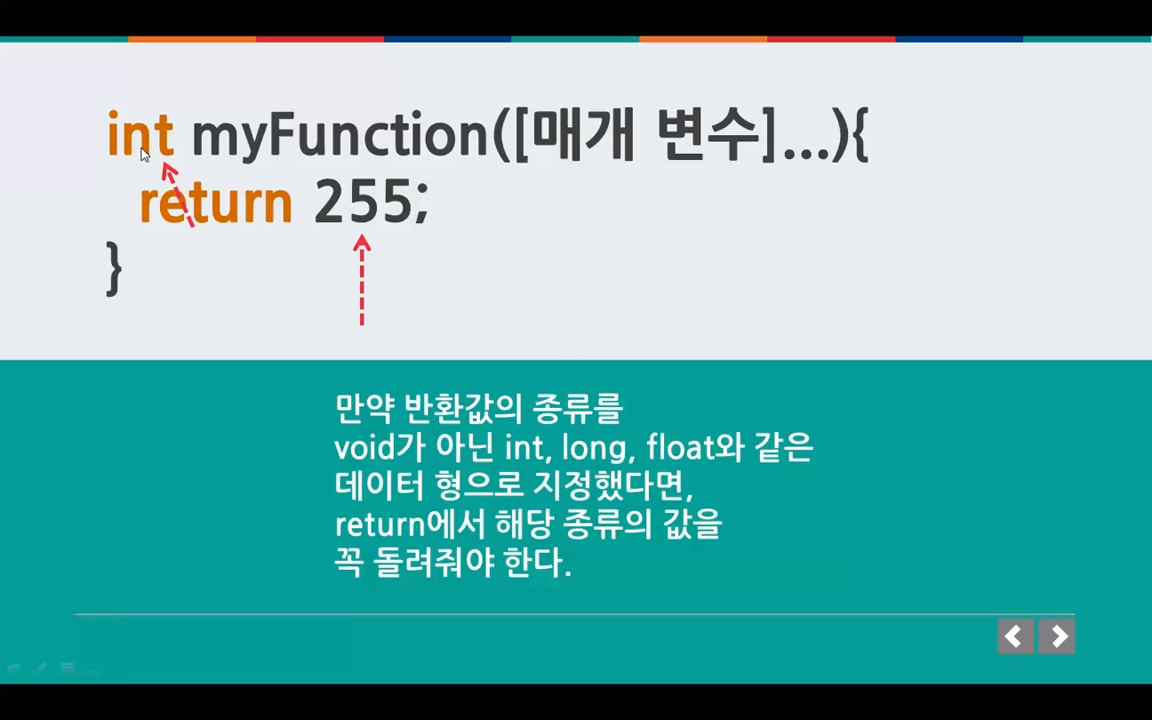 int myFunction([매개 변수]...){
return 255;
}
만약 반환값의 종류를
void가 아닌 int, long, float와 같은
데이터 형으로 지정했다면,
return에서 해당 종류의 값을
꼭 돌려줘야 한다.